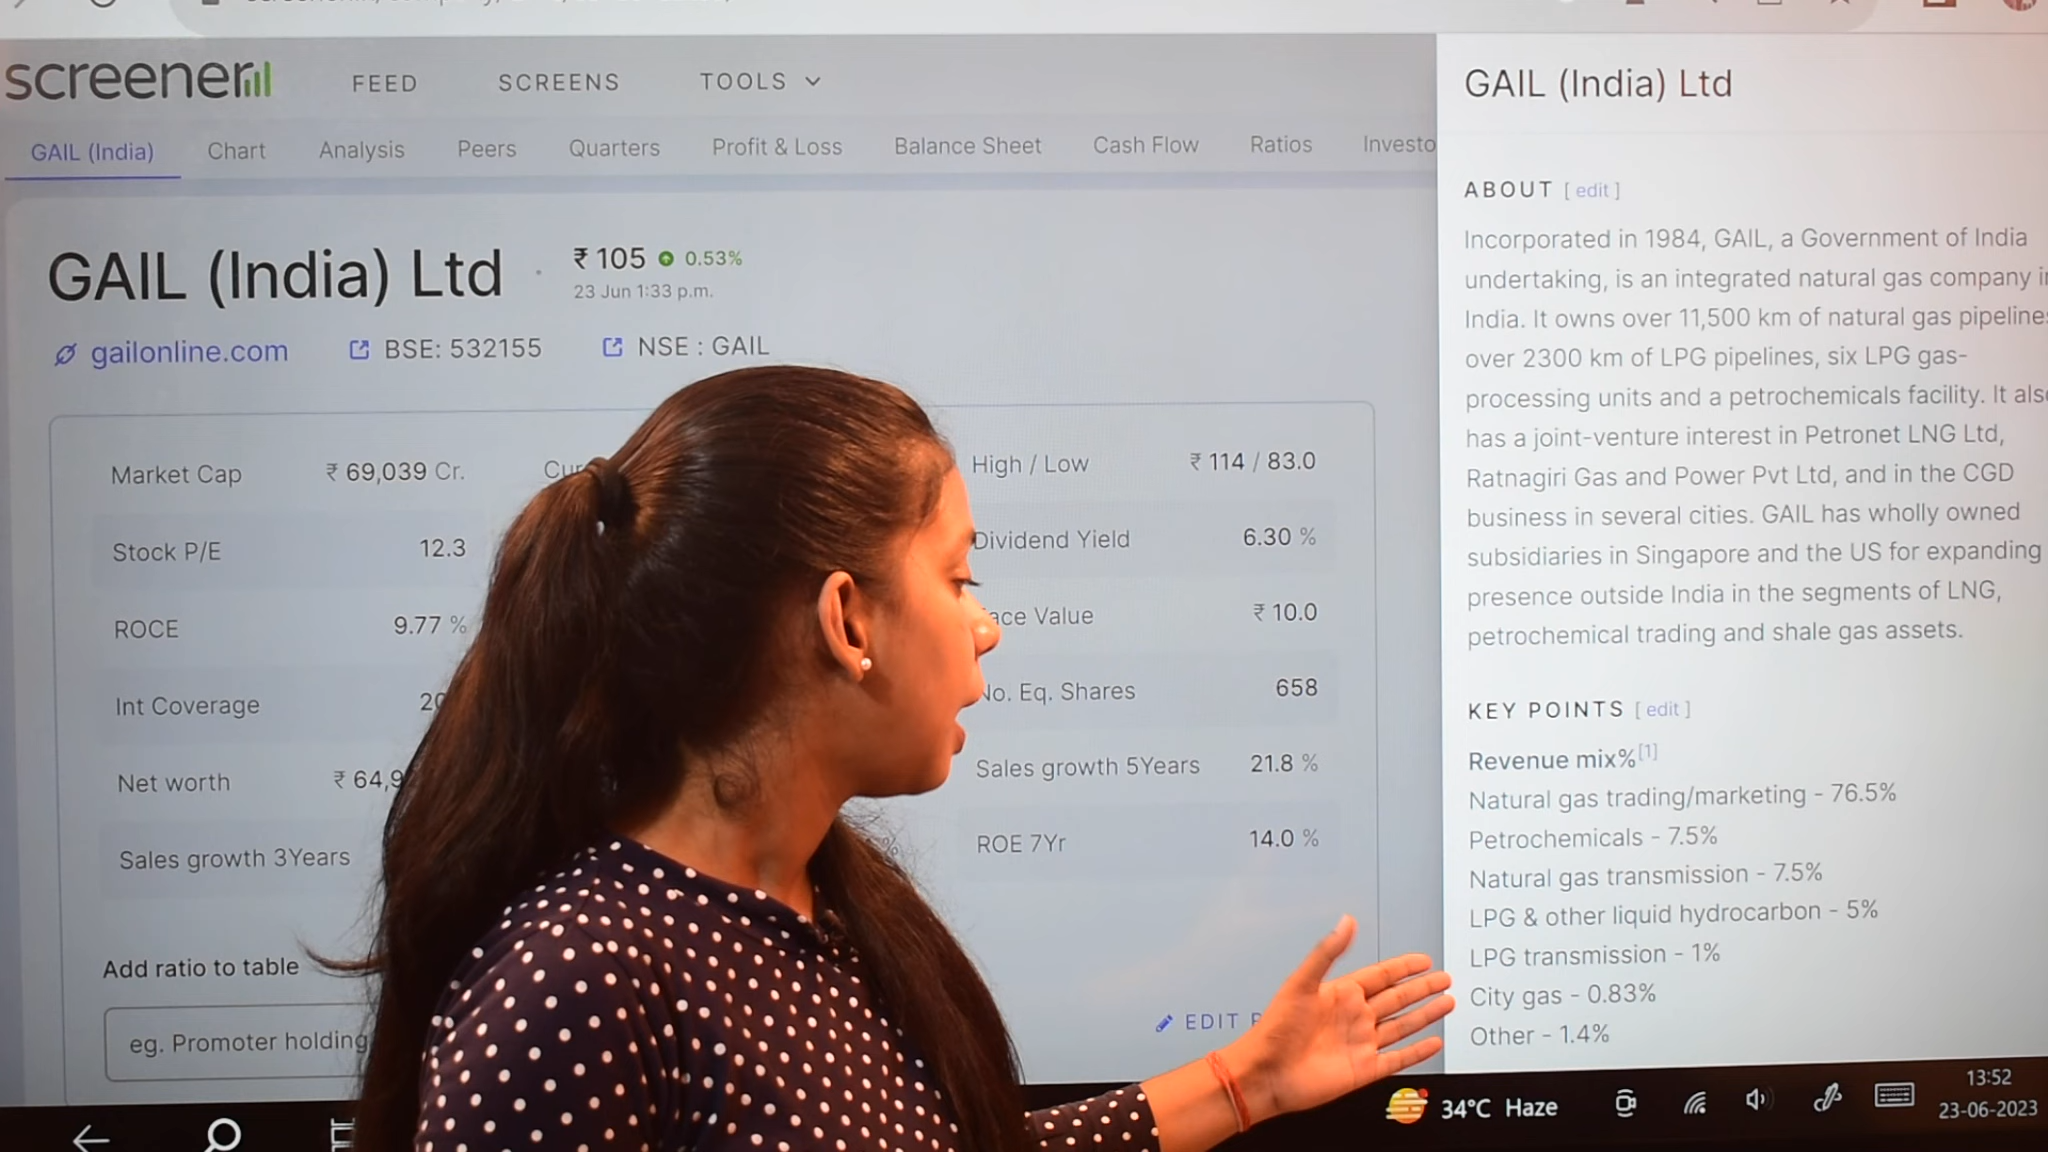 screener
FEED
SCREENS
TOOLS
GAIL (India)
Chart
Analysis
Peers
Quarters
Profit & Loss
Balance Sheet
Cash Flow
Ratios
Investo
GAIL (India) Ltd
₹ 105 0.53%
23 Jun 1:33 p.m.
gailonline.com
BSE: 532155
NSE : GAIL
Market Cap ₹ 69,039 Cr.
High / Low ₹ 114 / 83.0
Stock P/E 12.3
Dividend Yield 6.30 %
ROCE 9.77 %
ace Value ₹ 10.0
Int Coverage 20
No. Eq. Shares 658
Net worth ₹ 64,9
Sales growth 5Years 21.8 %
Sales growth 3Years %
ROE 7Yr 14.0 %
Add ratio to table
eg. Promoter holding
EDIT
GAIL (India) Ltd
ABOUT [ edit ]
Incorporated in 1984, GAIL, a Government of India
undertaking, is an integrated natural gas company i
India. It owns over 11,500 km of natural gas pipelines
over 2300 km of LPG pipelines, six LPG gas-
processing units and a petrochemicals facility. It als
has a joint-venture interest in Petronet LNG Ltd,
Ratnagiri Gas and Power Pvt Ltd, and in the CGD
business in several cities. GAIL has wholly owned
subsidiaries in Singapore and the US for expanding
presence outside India in the segments of LNG,
petrochemical trading and shale gas assets.
KEY POINTS [ edit ]
Revenue mix%[1]
Natural gas trading/marketing - 76.5%
Petrochemicals - 7.5%
Natural gas transmission - 7.5%
LPG & other liquid hydrocarbon - 5%
LPG transmission - 1%
City gas - 0.83%
Other - 1.4%
34°C Haze
13:52
23-06-2023